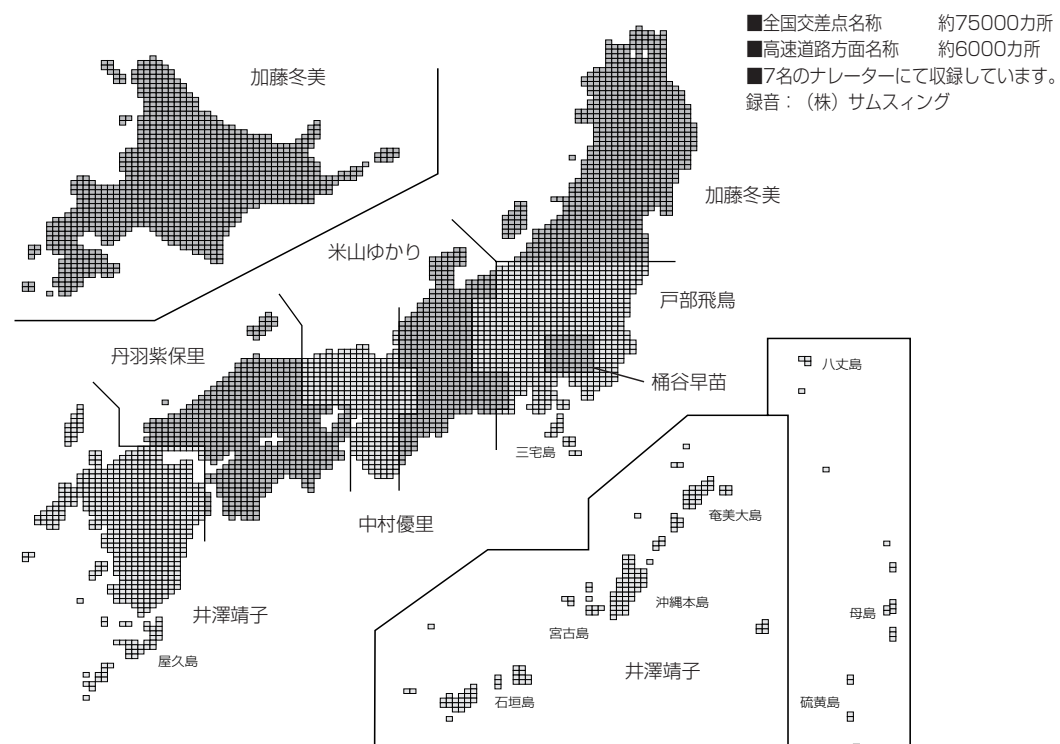 ■全国交差点名称　　　約75000カ所
■高速道路方面名称　　約6000カ所
■7名のナレーターにて収録しています。
録音：（株）サムスィング
加藤冬美
加藤冬美
米山ゆかり
戸部飛鳥
丹羽紫保里
桶谷早苗
八丈島
三宅島
中村優里
奄美大島
沖縄本島
母島
井澤靖子
宮古島
屋久島
井澤靖子
石垣島
硫黄島